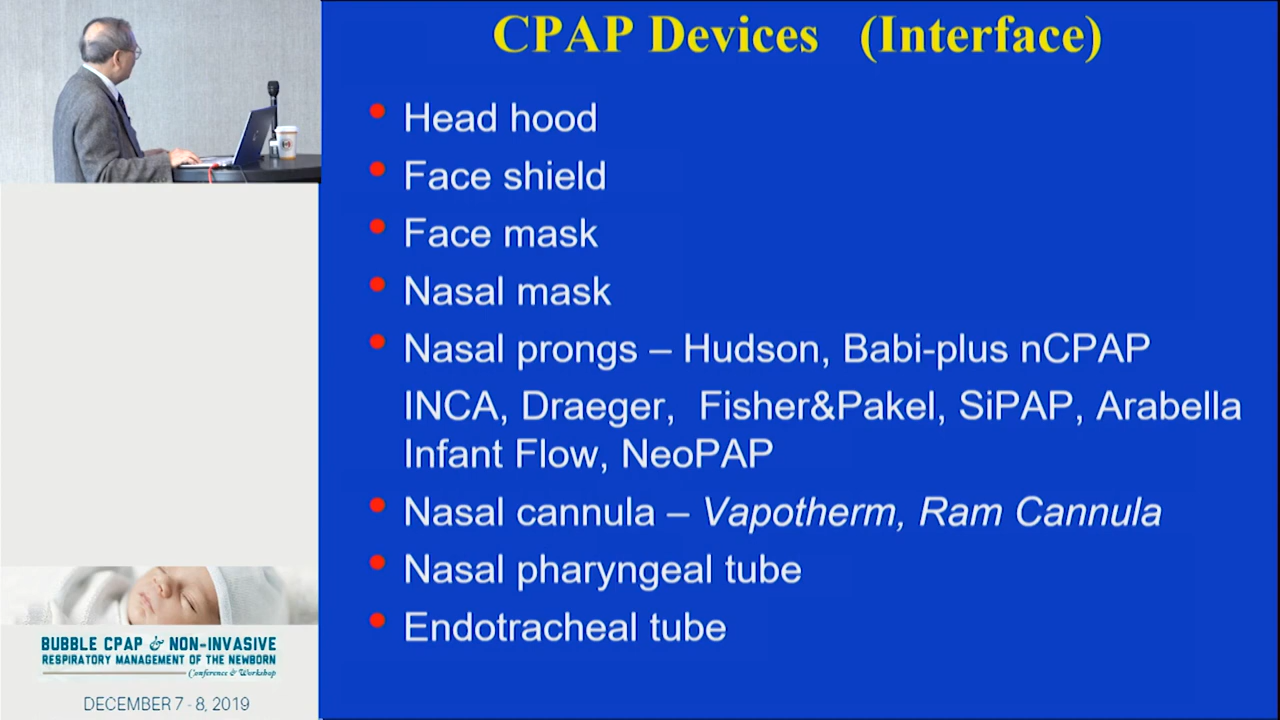 CPAP Devices (Interface)
Head hood
Face shield
Face mask
Nasal mask
Nasal prongs – Hudson, Babi-plus nCPAP
INCA, Draeger, Fisher&Pakel, SiPAP, Arabella
Infant Flow, NeoPAP
Nasal cannula – Vapotherm, Ram Cannula
Nasal pharyngeal tube
Endotracheal tube
BUBBLE CPAP & NON-INVASIVE
RESPIRATORY MANAGEMENT OF THE NEWBORN
Conference & Workshop
DECEMBER 7 - 8, 2019